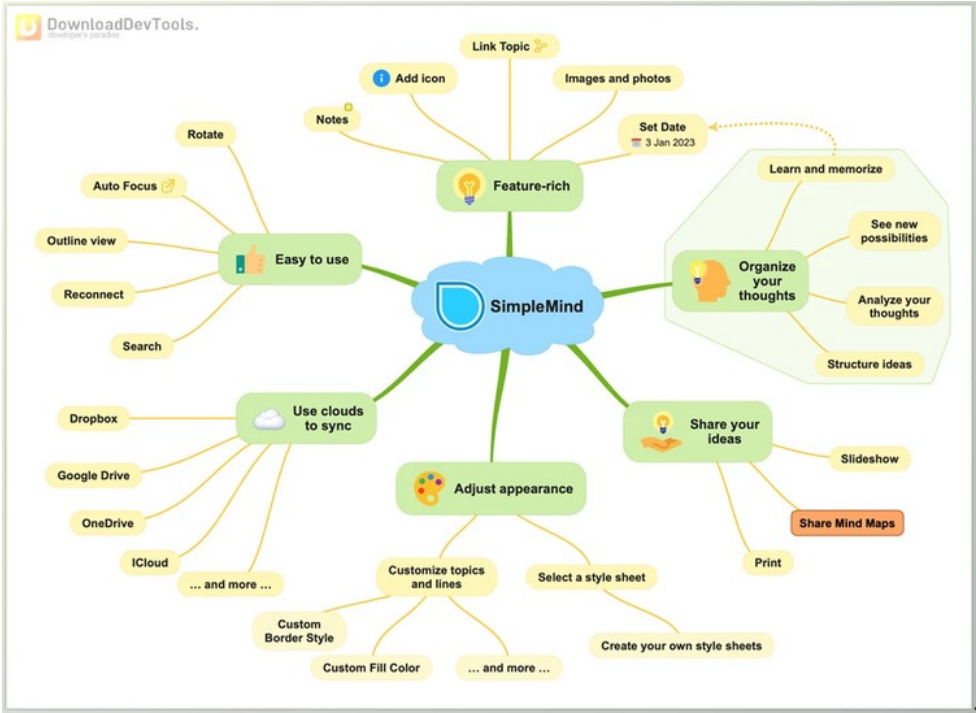 DownloadDevTools.
developer's paradise
Link Topic
Add icon
Images and photos
Notes
Set Date
3 Jan 2023
Feature-rich
Rotate
Auto Focus
Outline view
Easy to use
Reconnect
Search
SimpleMind
Learn and memorize
See new
possibilities
Organize
your
thoughts
Analyze your
thoughts
Structure ideas
Use clouds
to sync
Dropbox
Google Drive
OneDrive
ICloud
... and more ...
Share your
ideas
Slideshow
Share Mind Maps
Print
Adjust appearance
Customize topics
and lines
Select a style sheet
Custom
Border Style
Custom Fill Color
... and more ...
Create your own style sheets